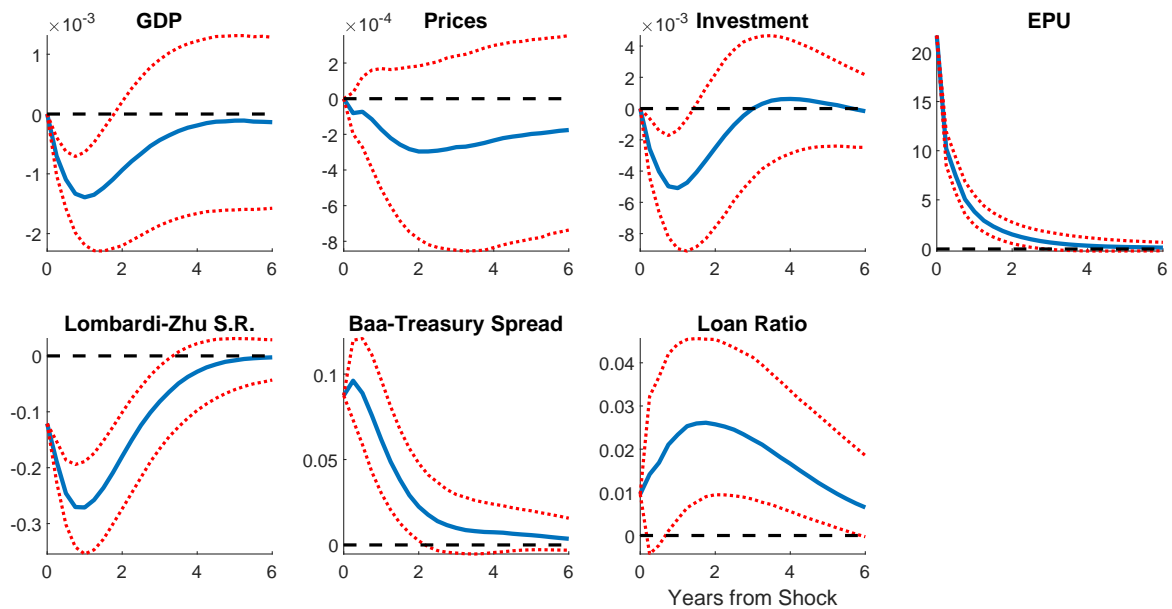 GDP
×10⁻³
1
0
-1
-2
0 2 4 6
Prices
×10⁻⁴
2
0
-2
-4
-6
-8
0 2 4 6
Investment
×10⁻³
4
2
0
-2
-4
-6
-8
0 2 4 6
EPU
20
15
10
5
0
0 2 4 6
Lombardi-Zhu S.R.
0
-0.1
-0.2
-0.3
0 2 4 6
Baa-Treasury Spread
0.1
0.05
0
0 2 4 6
Loan Ratio
0.04
0.03
0.02
0.01
0
0 2 4 6
Years from Shock